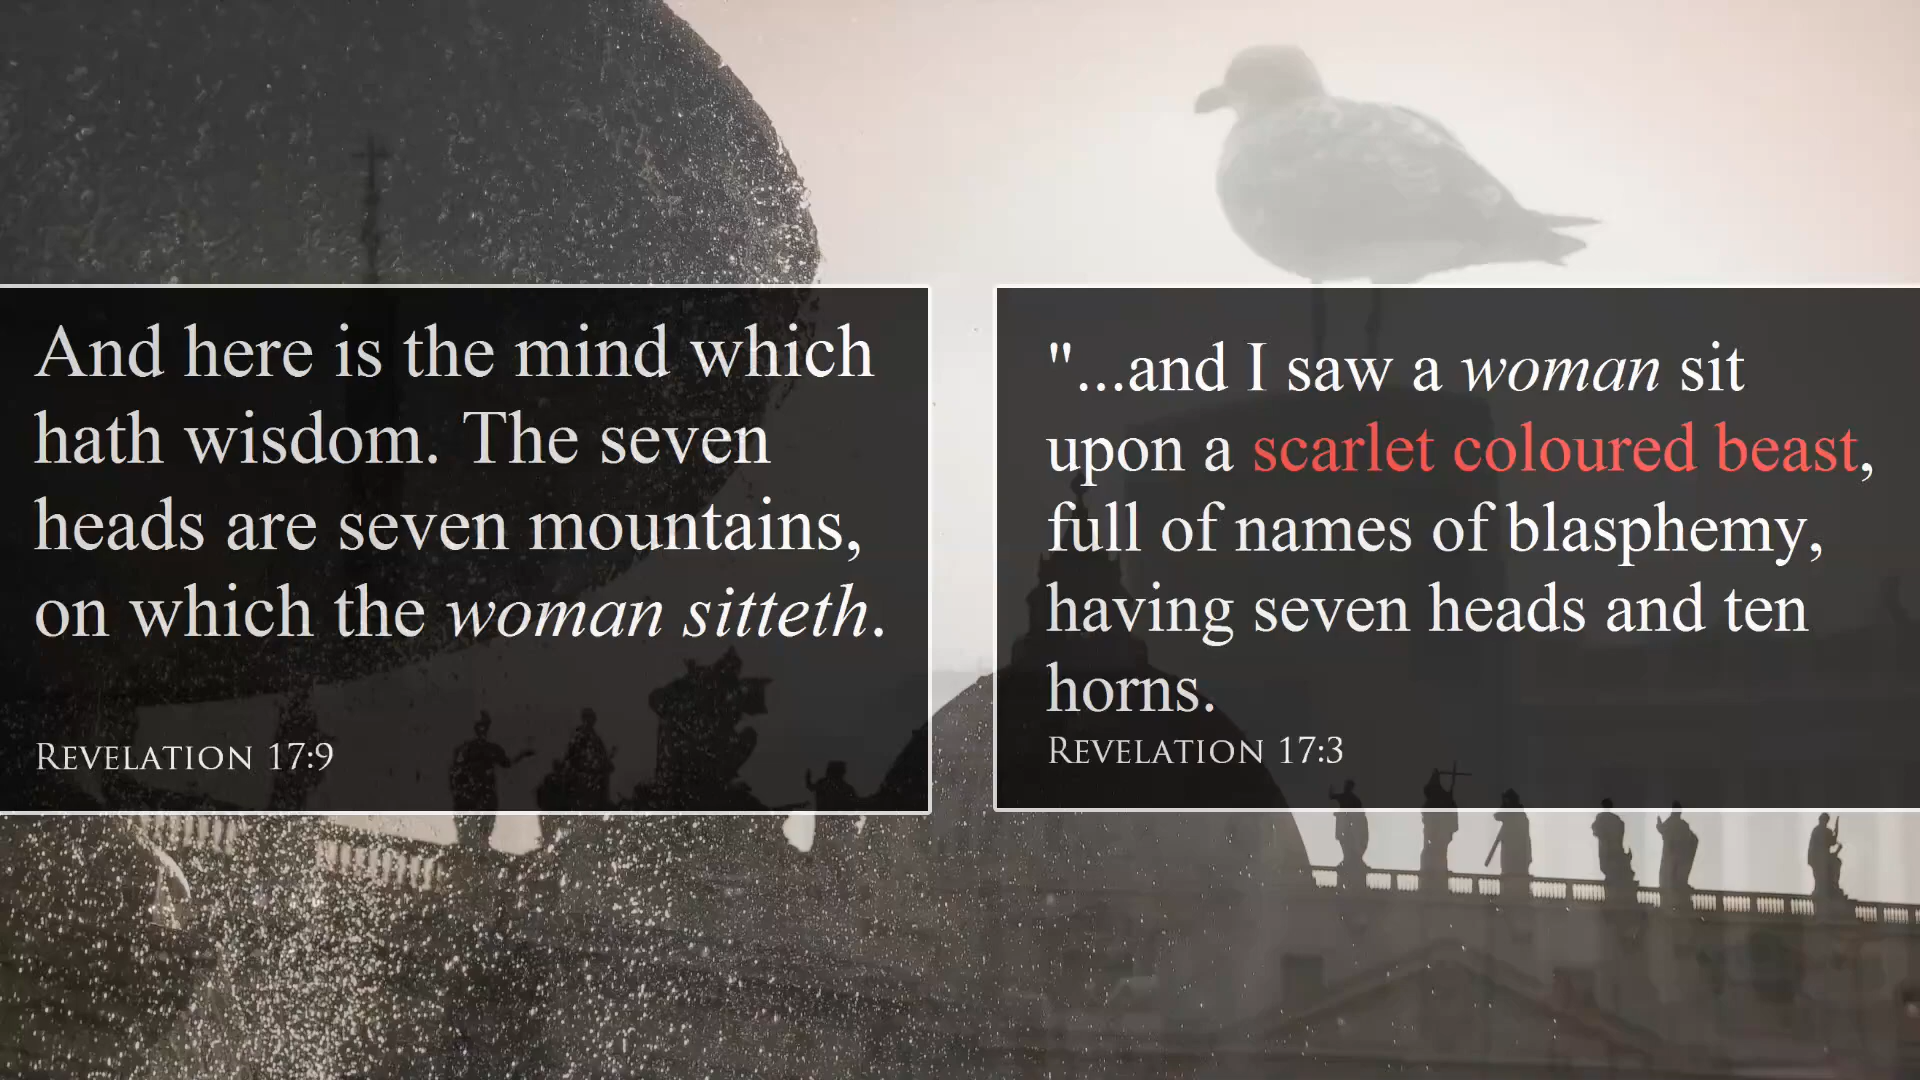 And here is the mind which
hath wisdom. The seven
heads are seven mountains,
on which the woman sitteth.
REVELATION 17:9
"...and I saw a woman sit
upon a scarlet coloured beast,
full of names of blasphemy,
having seven heads and ten
horns.
REVELATION 17:3